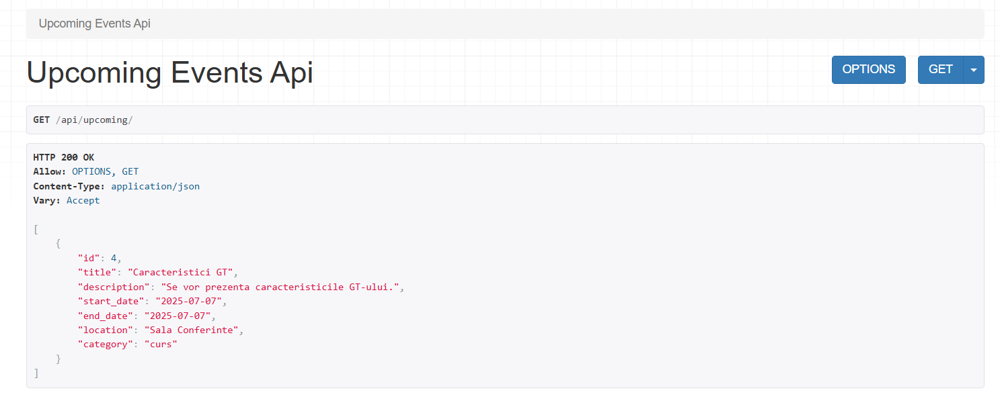 Upcoming Events Api
Upcoming Events Api
OPTIONS
GET
GET /api/upcoming/
HTTP 200 OK
Allow: OPTIONS, GET
Content-Type: application/json
Vary: Accept
[
    {
        "id": 4,
        "title": "Caracteristici GT",
        "description": "Se vor prezenta caracteristicile GT-ului.",
        "start_date": "2025-07-07",
        "end_date": "2025-07-07",
        "location": "Sala Conferinte",
        "category": "curs"
    }
]